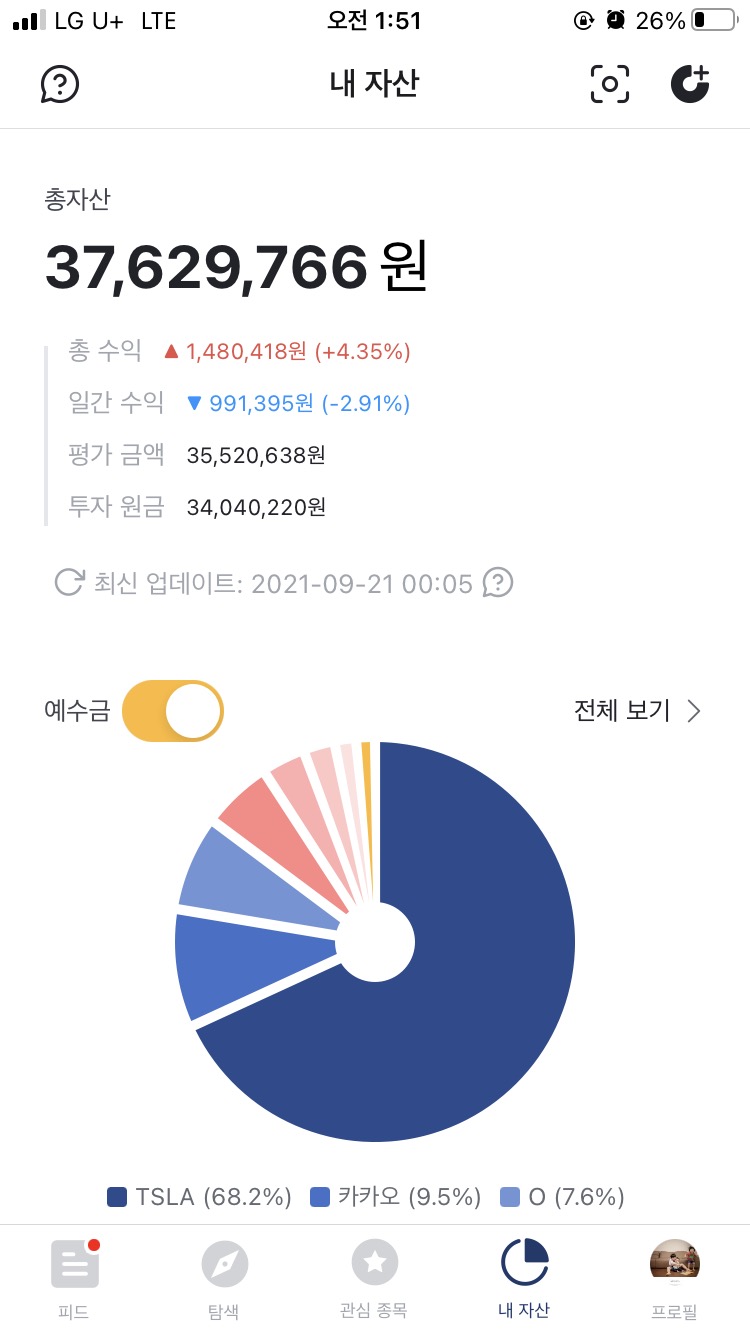 LG U+ LTE 오전 1:51 26%
내 자산
총자산
37,629,766 원
총 수익 ▲ 1,480,418원 (+4.35%)
일간 수익 ▼ 991,395원 (-2.91%)
평가 금액 35,520,638원
투자 원금 34,040,220원
최신 업데이트: 2021-09-21 00:05
예수금 전체 보기
TSLA (68.2%) 카카오 (9.5%) O (7.6%)
피드 탐색 관심 종목 내 자산 프로필